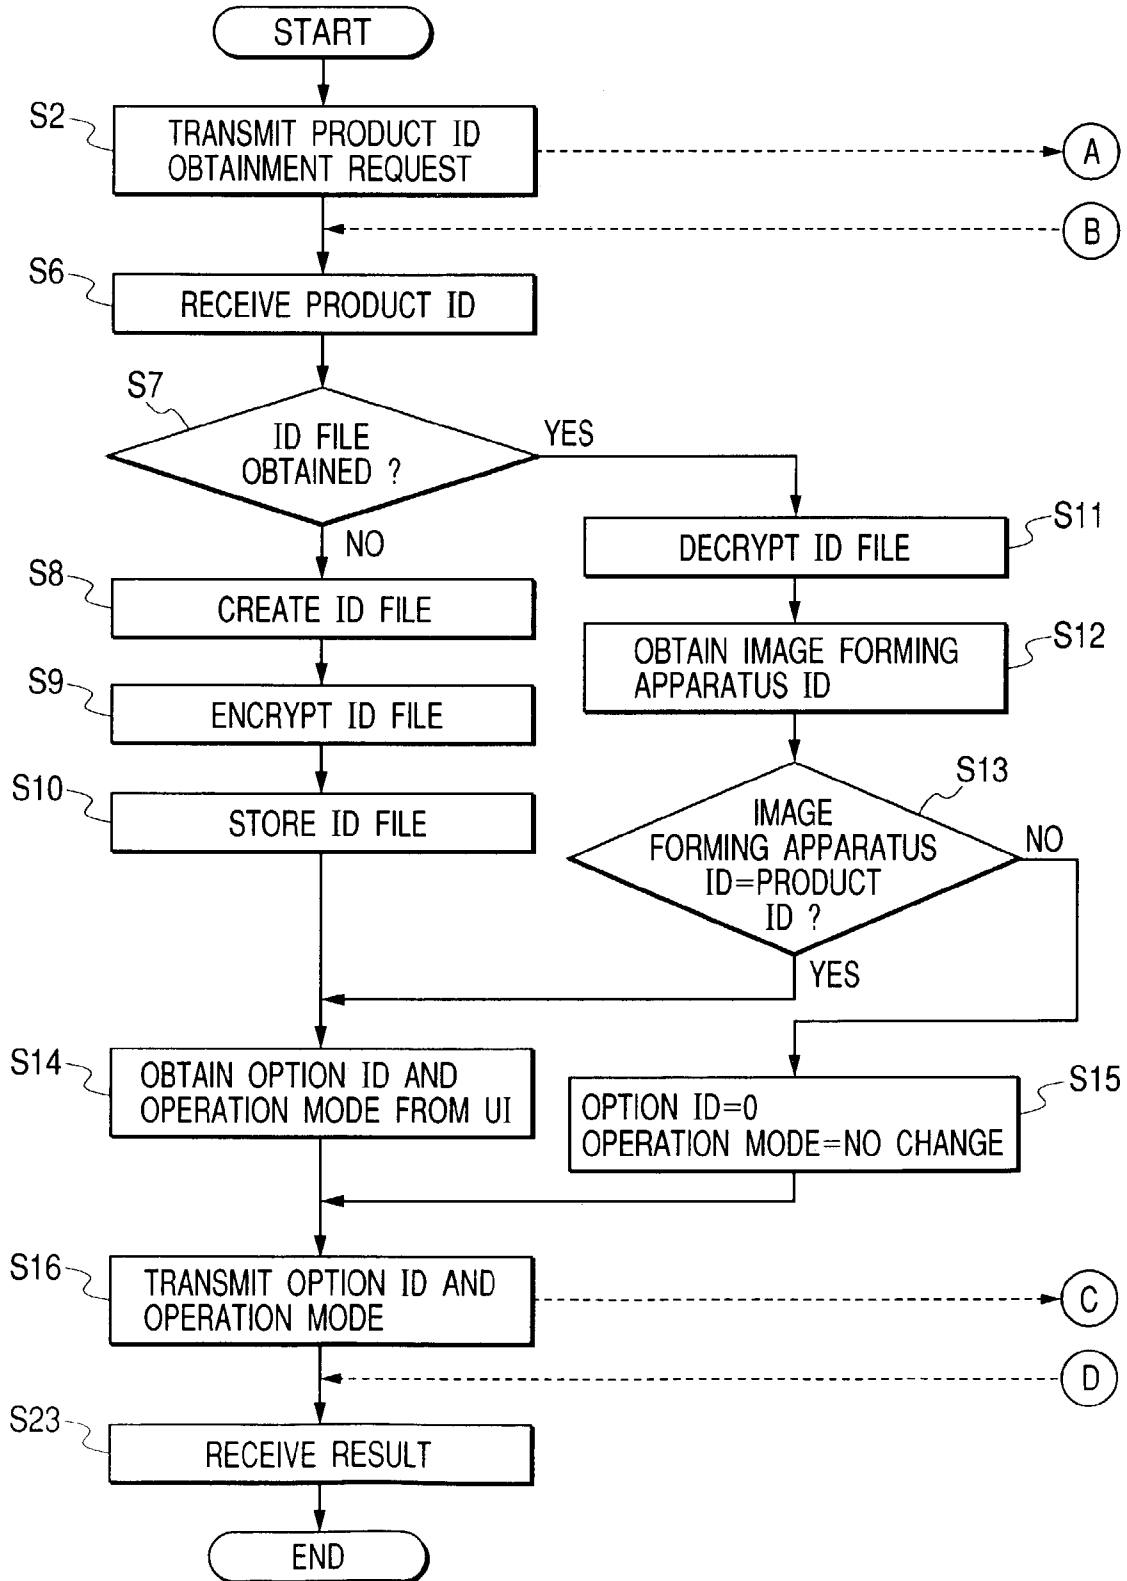 START
S2
TRANSMIT PRODUCT ID
OBTAINMENT REQUEST
A
B
S6
RECEIVE PRODUCT ID
S7
ID FILE
OBTAINED ?
YES
NO
S11
DECRYPT ID FILE
S8
CREATE ID FILE
S12
OBTAIN IMAGE FORMING
APPARATUS ID
S9
ENCRYPT ID FILE
S10
STORE ID FILE
S13
IMAGE
FORMING APPARATUS
ID=PRODUCT
ID ?
NO
YES
S14
OBTAIN OPTION ID AND
OPERATION MODE FROM UI
S15
OPTION ID=0
OPERATION MODE=NO CHANGE
S16
TRANSMIT OPTION ID AND
OPERATION MODE
C
D
S23
RECEIVE RESULT
END